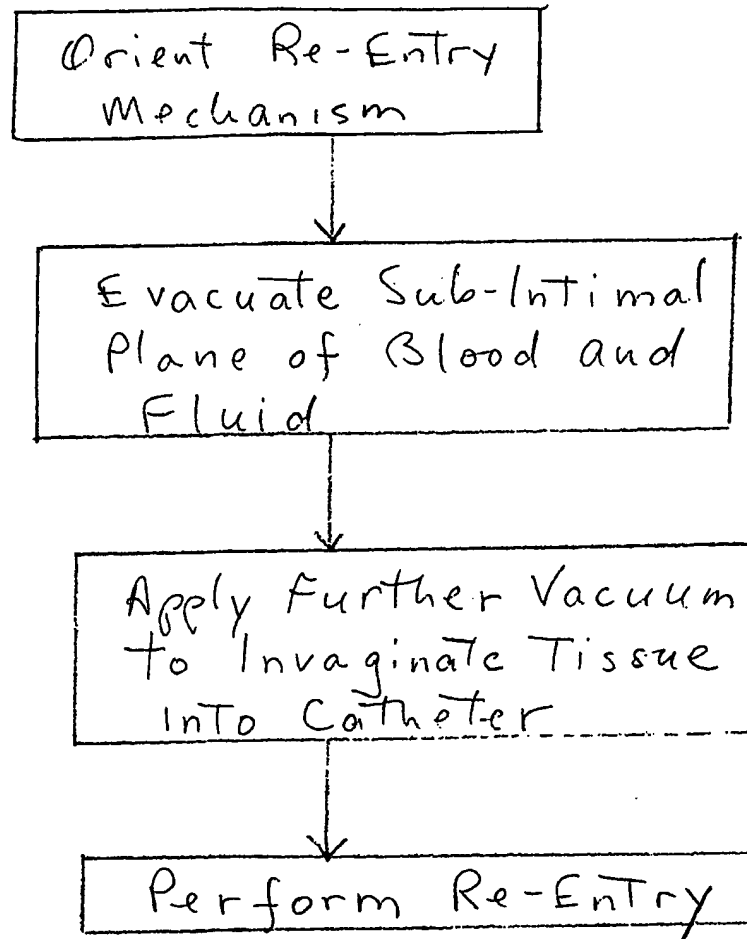 Orient Re-Entry
Mechanism
Evacuate Sub-Intimal
Plane of Blood and
Fluid
Apply Further Vacuum
to Invaginate Tissue
Into Catheter
Perform Re-Entry